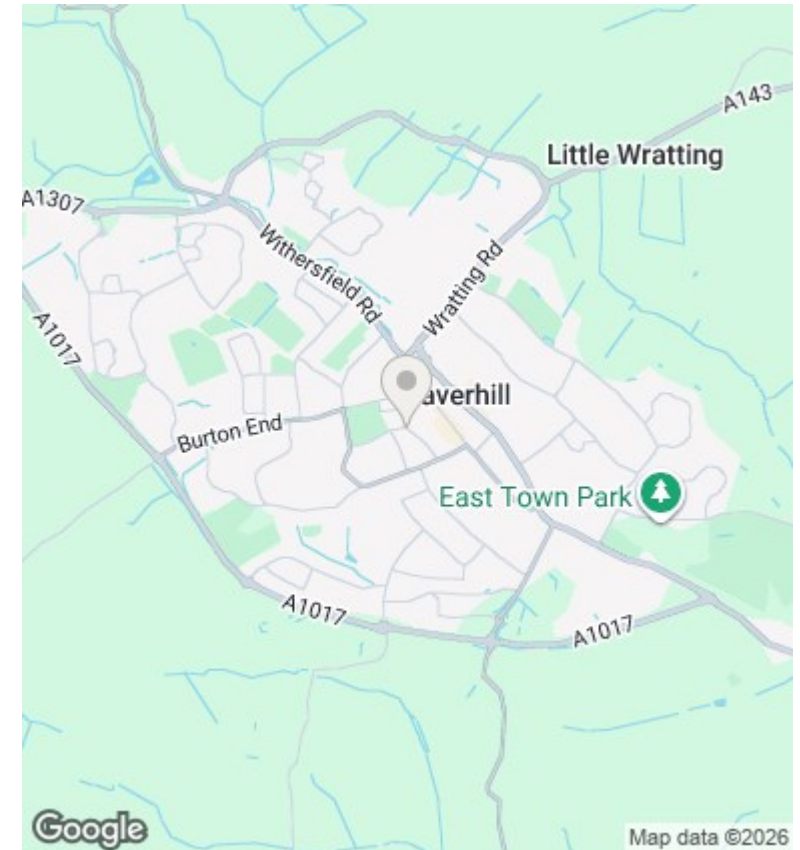 A143
Little Wratting
A1307
Withersfield Rd
Wratting Rd
A1017
averhill
Burton End
East Town Park
A1017
A1017
Google
Map data ©2026